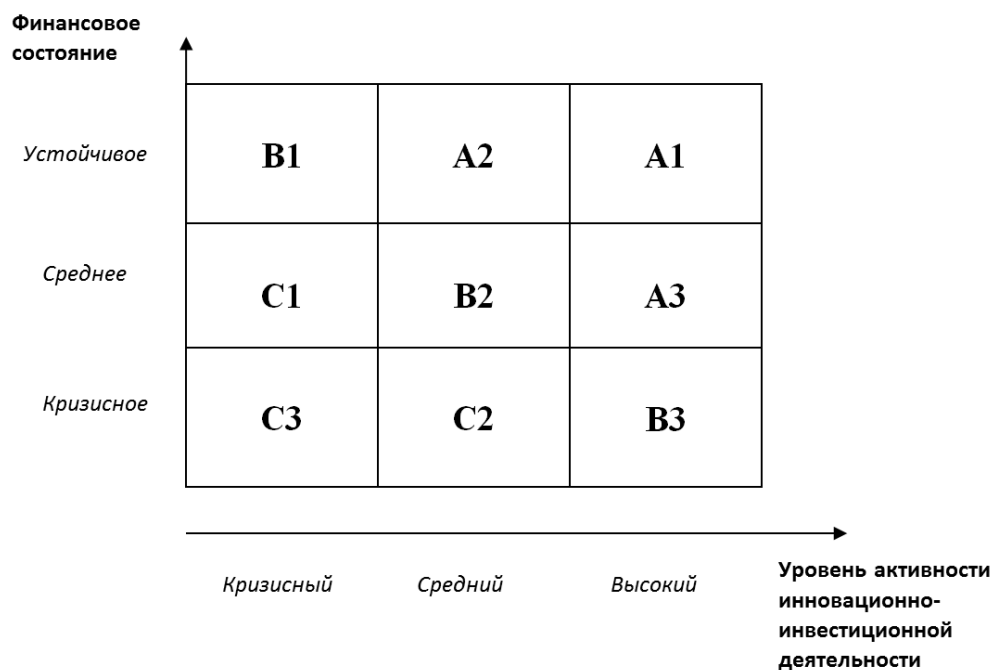 Финансовое
состояние
Устойчивое
B1
A2
A1
Среднее
C1
B2
A3
Кризисное
C3
C2
B3
Кризисный
Средний
Высокий
Уровень активности
инновационно-
инвестиционной
деятельности